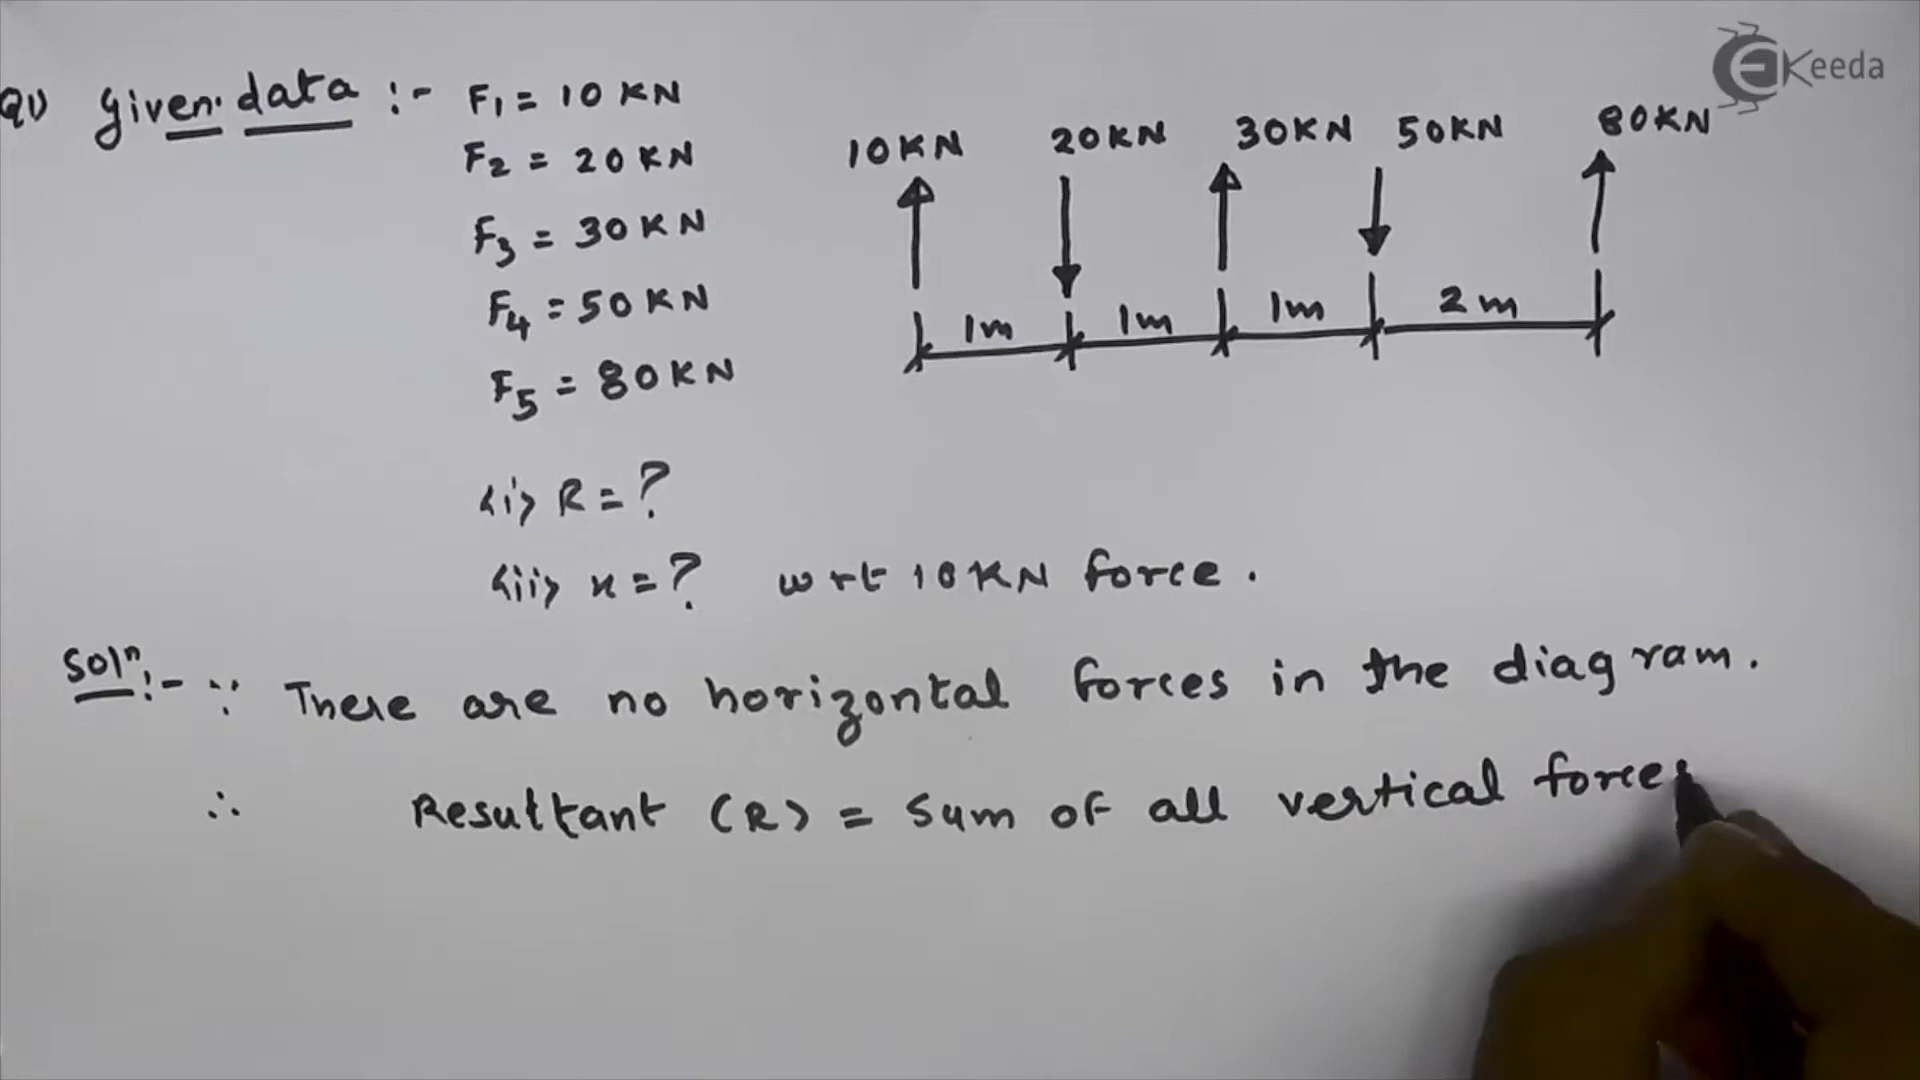 Q1) Given data :- F1 = 10 KN
F2 = 20 KN
F3 = 30 KN
F4 = 50 KN
F5 = 80 KN
<i> R = ?
<ii> x = ? wrt 10KN force.
EKeeda
10KN 20KN 30KN 50KN 80KN
1m 1m 1m 2m
Solⁿ:- ∵ There are no horizontal forces in the diagram.
∴ Resultant (R) = Sum of all vertical forces